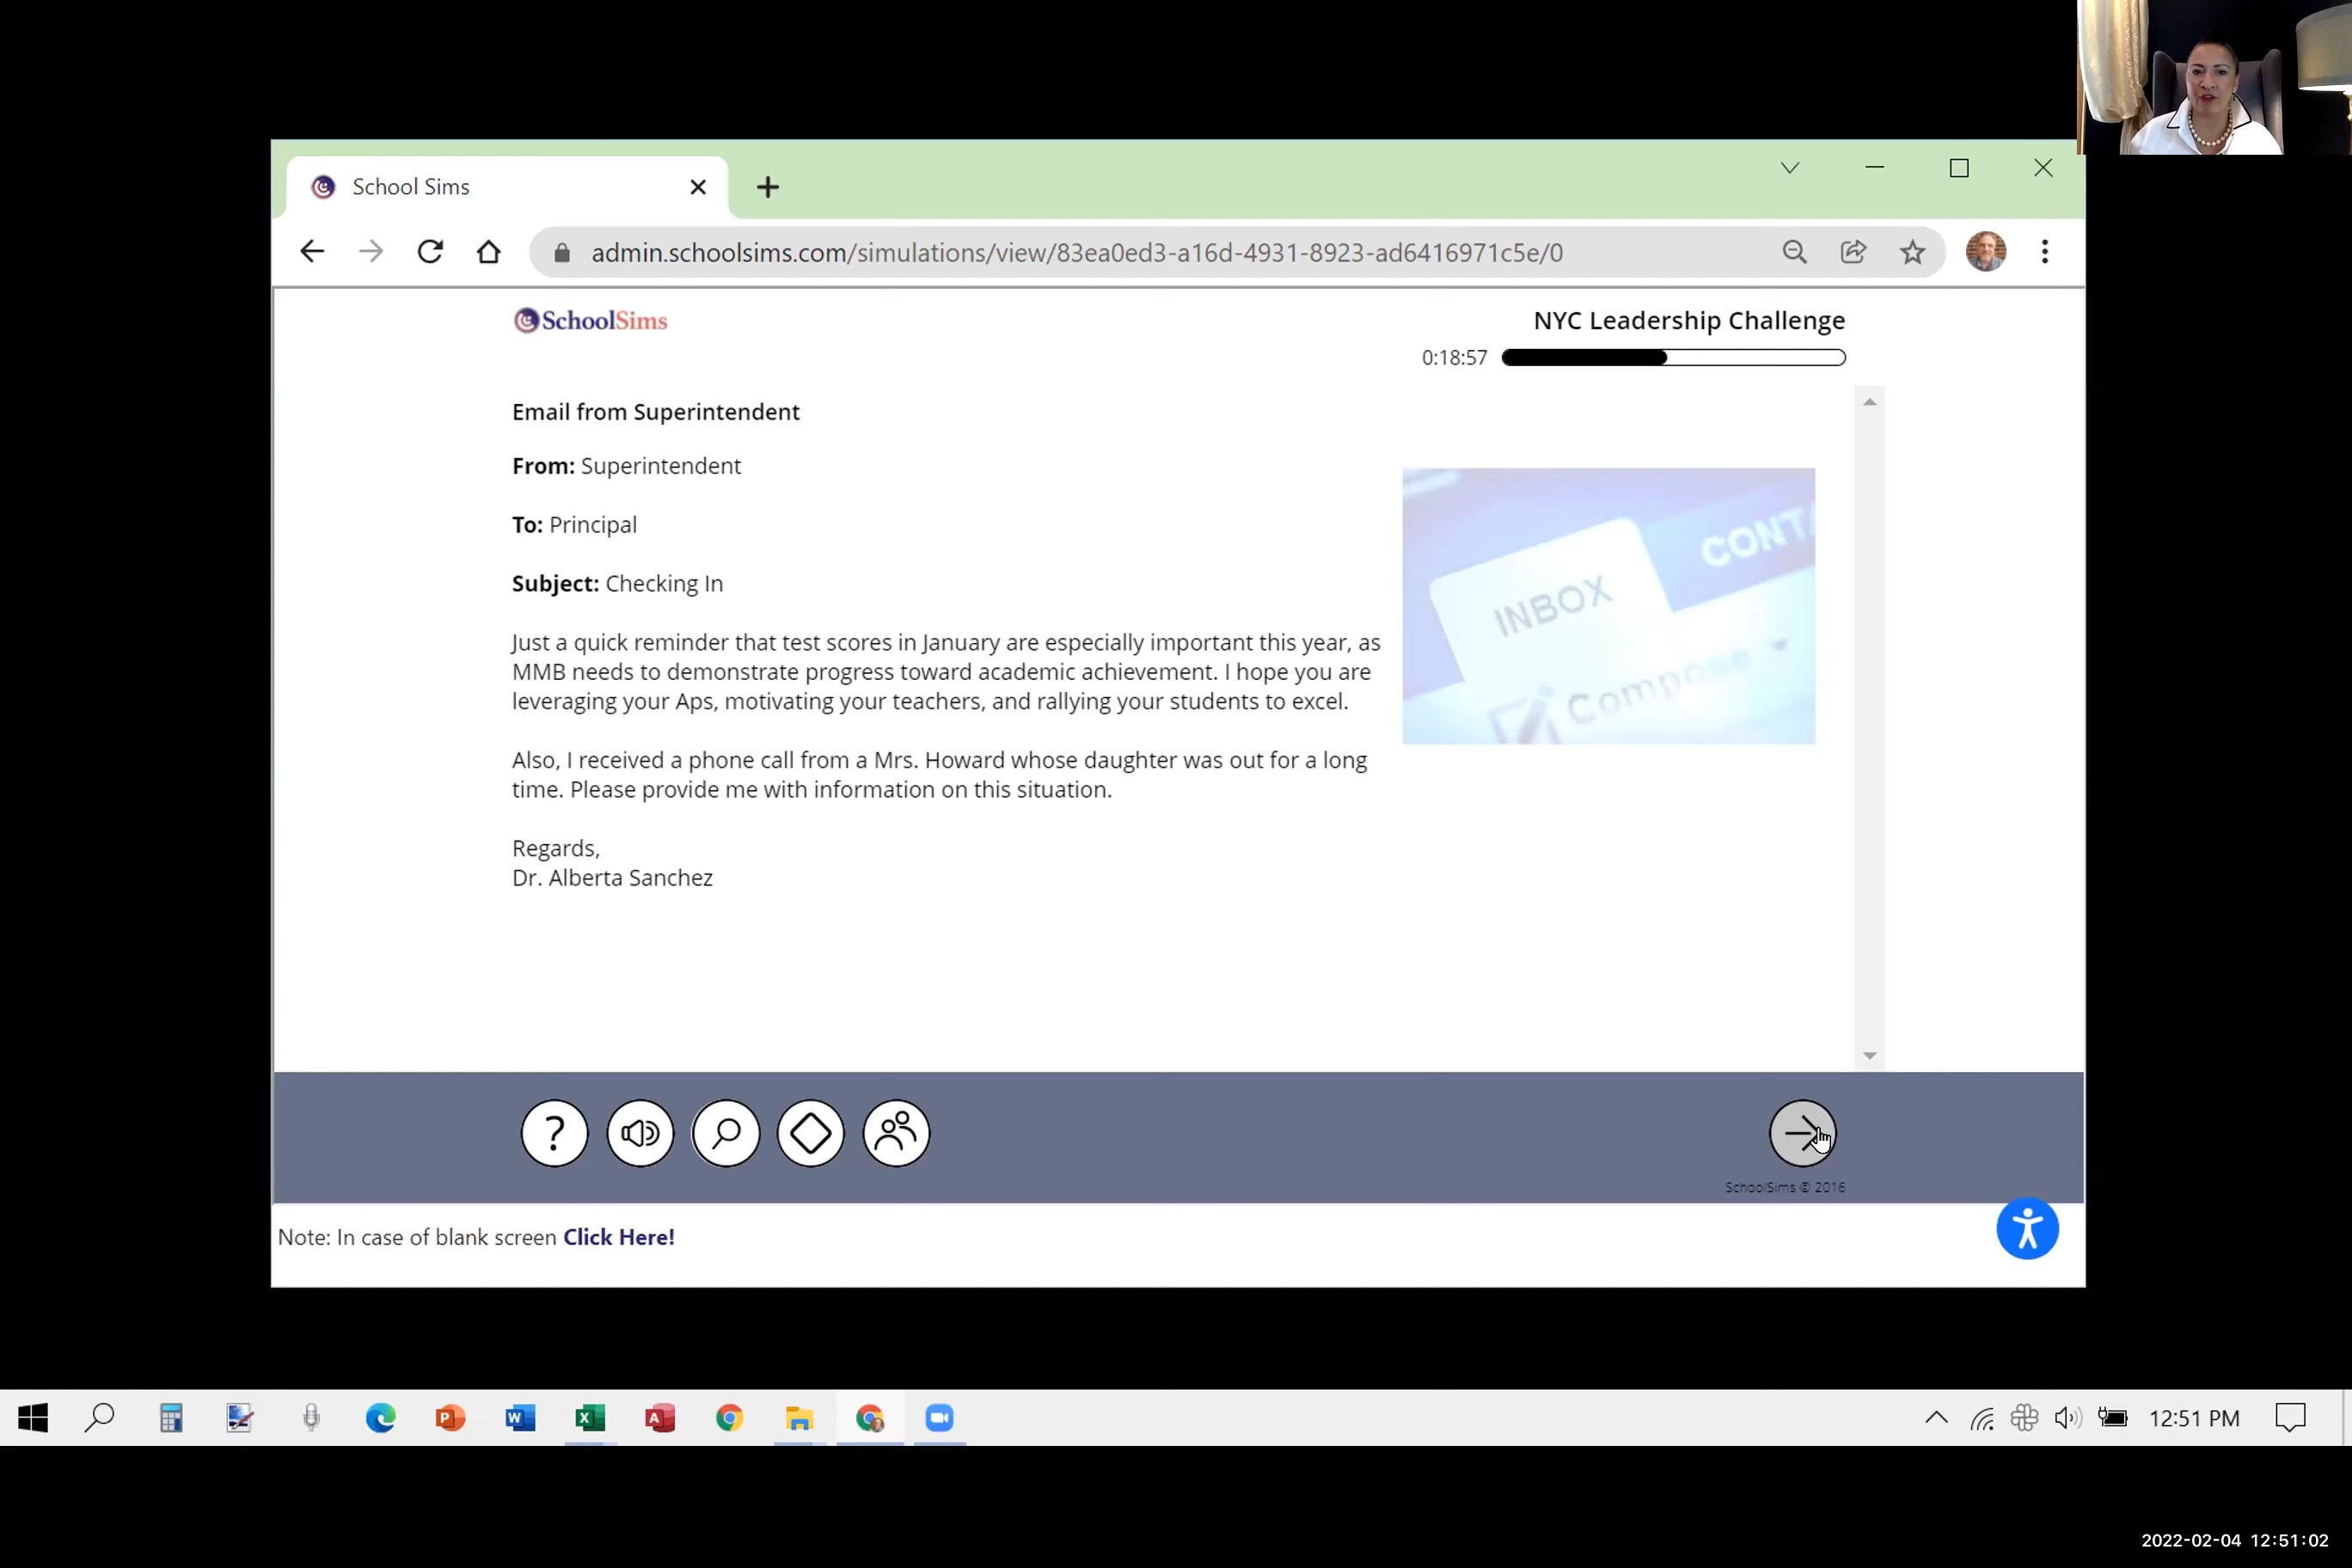 School Sims
admin.schoolsims.com/simulations/view/83ea0ed3-a16d-4931-8923-ad6416971c5e/0
SchoolSims
NYC Leadership Challenge
0:18:57
Email from Superintendent
From: Superintendent
To: Principal
Subject: Checking In
Just a quick reminder that test scores in January are especially important this year, as
MMB needs to demonstrate progress toward academic achievement. I hope you are
leveraging your Aps, motivating your teachers, and rallying your students to excel.
Also, I received a phone call from a Mrs. Howard whose daughter was out for a long
time. Please provide me with information on this situation.
Regards,
Dr. Alberta Sanchez
INBOX
CONTA
Compose
?
SchoolSims © 2016
Note: In case of blank screen Click Here!
12:51 PM
2022-02-04 12:51:02